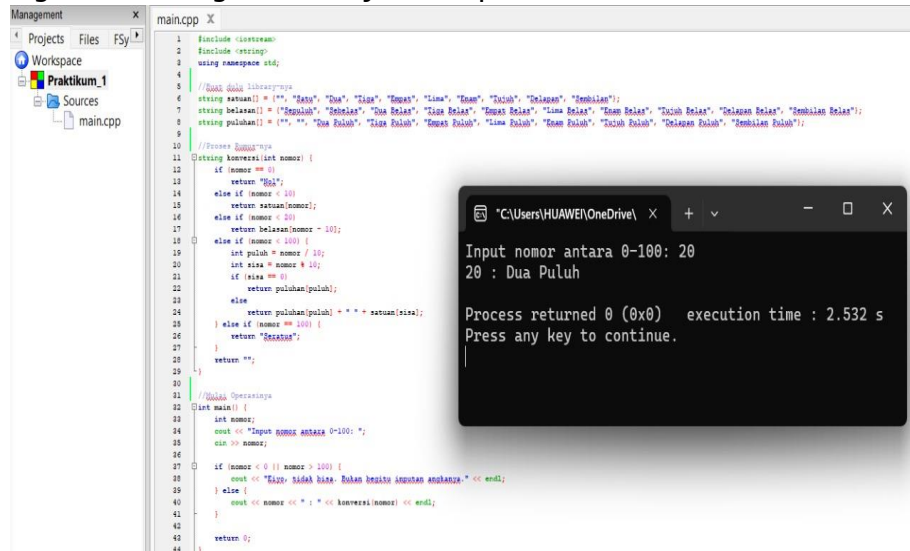 Management X
Projects Files FSy
Workspace
Praktikum_1
Sources
main.cpp
main.cpp X
1 #include <iostream>
2 #include <string>
3 using namespace std;
4
5 //Buat dulu library-nya
6 string satuan[] = {"", "Satu", "Dua", "Tiga", "Empat", "Lima", "Enam", "Tujuh", "Delapan", "Sembilan"};
7 string belasan[] = {"Sepuluh", "Sebelas", "Dua Belas", "Tiga Belas", "Empat Belas", "Lima Belas", "Enam Belas", "Tujuh Belas", "Delapan Belas", "Sembilan Belas"};
8 string puluhan[] = {"", "", "Dua Puluh", "Tiga Puluh", "Empat Puluh", "Lima Puluh", "Enam Puluh", "Tujuh Puluh", "Delapan Puluh", "Sembilan Puluh"};
9
10 //Proses Rumus-nya
11 string konversi(int nomor) {
12 if (nomor == 0)
13 return "Nol";
14 else if (nomor < 10)
15 return satuan[nomor];
16 else if (nomor < 20)
17 return belasan[nomor - 10];
18 else if (nomor < 100) {
19 int puluh = nomor / 10;
20 int sisa = nomor % 10;
21 if (sisa == 0)
22 return puluhan[puluh];
23 else
24 return puluhan[puluh] + " " + satuan[sisa];
25 } else if (nomor == 100) {
26 return "Seratus";
27 }
28 return "";
29 }
30
31 //Mulai Operasinya
32 int main() {
33 int nomor;
34 cout << "Input nomor antara 0-100: ";
35 cin >> nomor;
36
37 if (nomor < 0 || nomor > 100) {
38 cout << "Eiyo, tidak bisa. Bukan begitu inputan angkanya." << endl;
39 } else {
40 cout << nomor << " : " << konversi(nomor) << endl;
41 }
42
43 return 0;
44 }
"C:\Users\HUAWEI\OneDrive\ X + - X
Input nomor antara 0-100: 20
20 : Dua Puluh
Process returned 0 (0x0) execution time : 2.532 s
Press any key to continue.